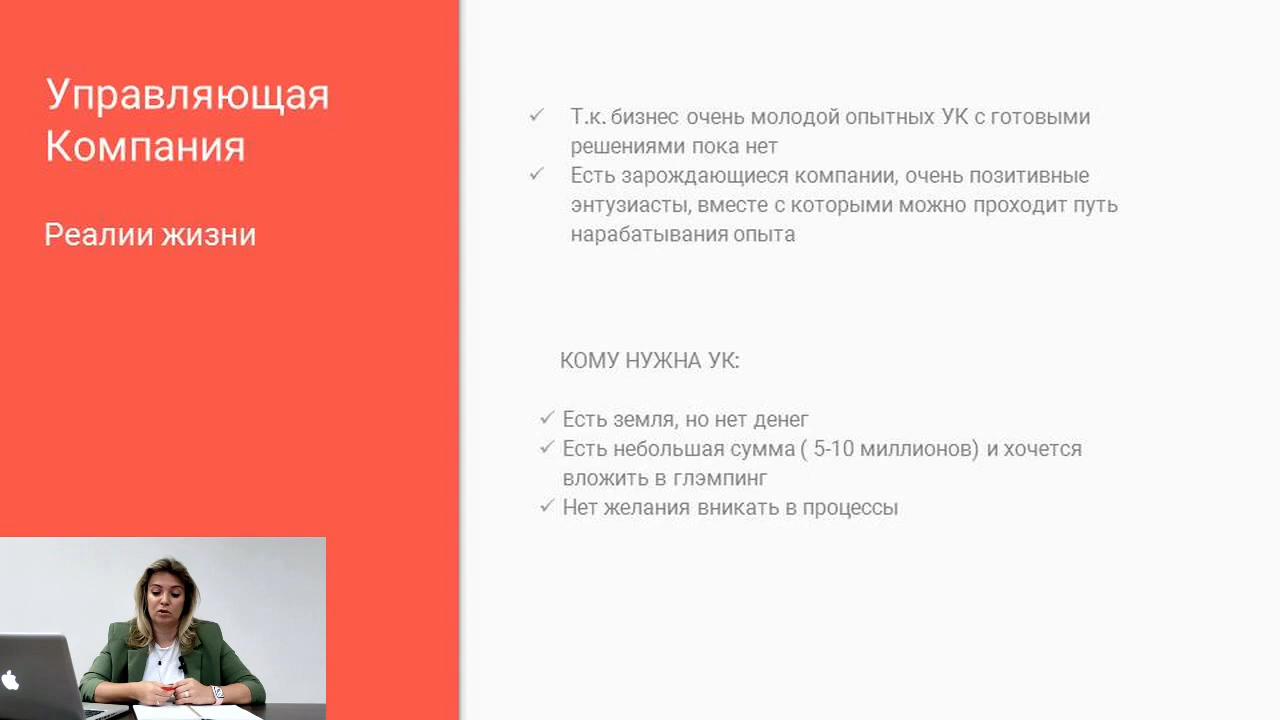 Управляющая
Компания
Реалии жизни
Т.к. бизнес очень молодой опытных УК с готовыми
решениями пока нет
Есть зарождающиеся компании, очень позитивные
энтузиасты, вместе с которыми можно проходит путь
нарабатывания опыта
КОМУ НУЖНА УК:
Есть земля, но нет денег
Есть небольшая сумма ( 5-10 миллионов) и хочется
вложить в глэмпинг
Нет желания вникать в процессы